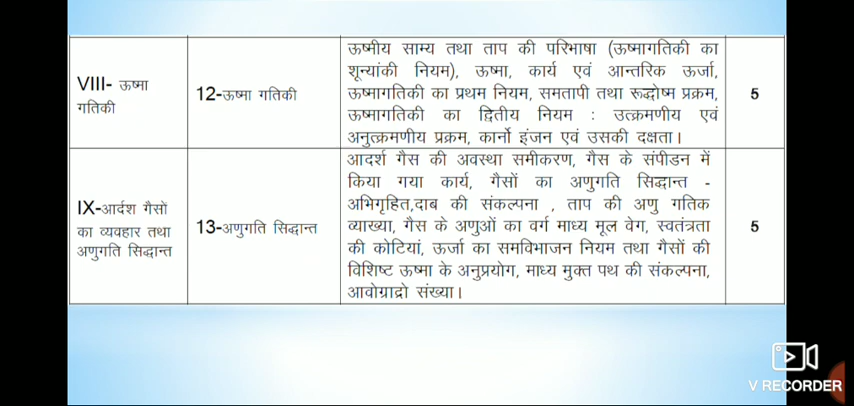 VIII- ऊष्मा
गतिकी
12-ऊष्मा गतिकी
ऊष्मीय साम्य तथा ताप की परिभाषा (ऊष्मागतिकी का
शून्यांकी नियम), ऊष्मा, कार्य एवं आन्तरिक ऊर्जा,
ऊष्मागतिकी का प्रथम नियम, समतापी तथा रूद्धोष्म प्रक्रम,
ऊष्मागतिकी का द्वितीय नियम : उत्क्रमणीय एवं
अनुत्क्रमणीय प्रक्रम, कार्नो इंजन एवं उसकी दक्षता।
5
IX-आर्दश गैसों
का व्यवहार तथा
अणुगति सिद्धान्त
13-अणुगति सिद्धान्त
आदर्श गैस की अवस्था समीकरण, गैस के संपीडन में
किया गया कार्य, गैसों का अणुगति सिद्धान्त -
अभिगृहित,दाब की संकल्पना , ताप की अणु गतिक
व्याख्या, गैस के अणुओं का वर्ग माध्य मूल वेग, स्वतंत्रता
की कोटियां, ऊर्जा का समविभाजन नियम तथा गैसों की
विशिष्ट ऊष्मा के अनुप्रयोग, माध्य मुक्त पथ की संकल्पना,
आवोग्राद्रो संख्या।
5
V RECORDER